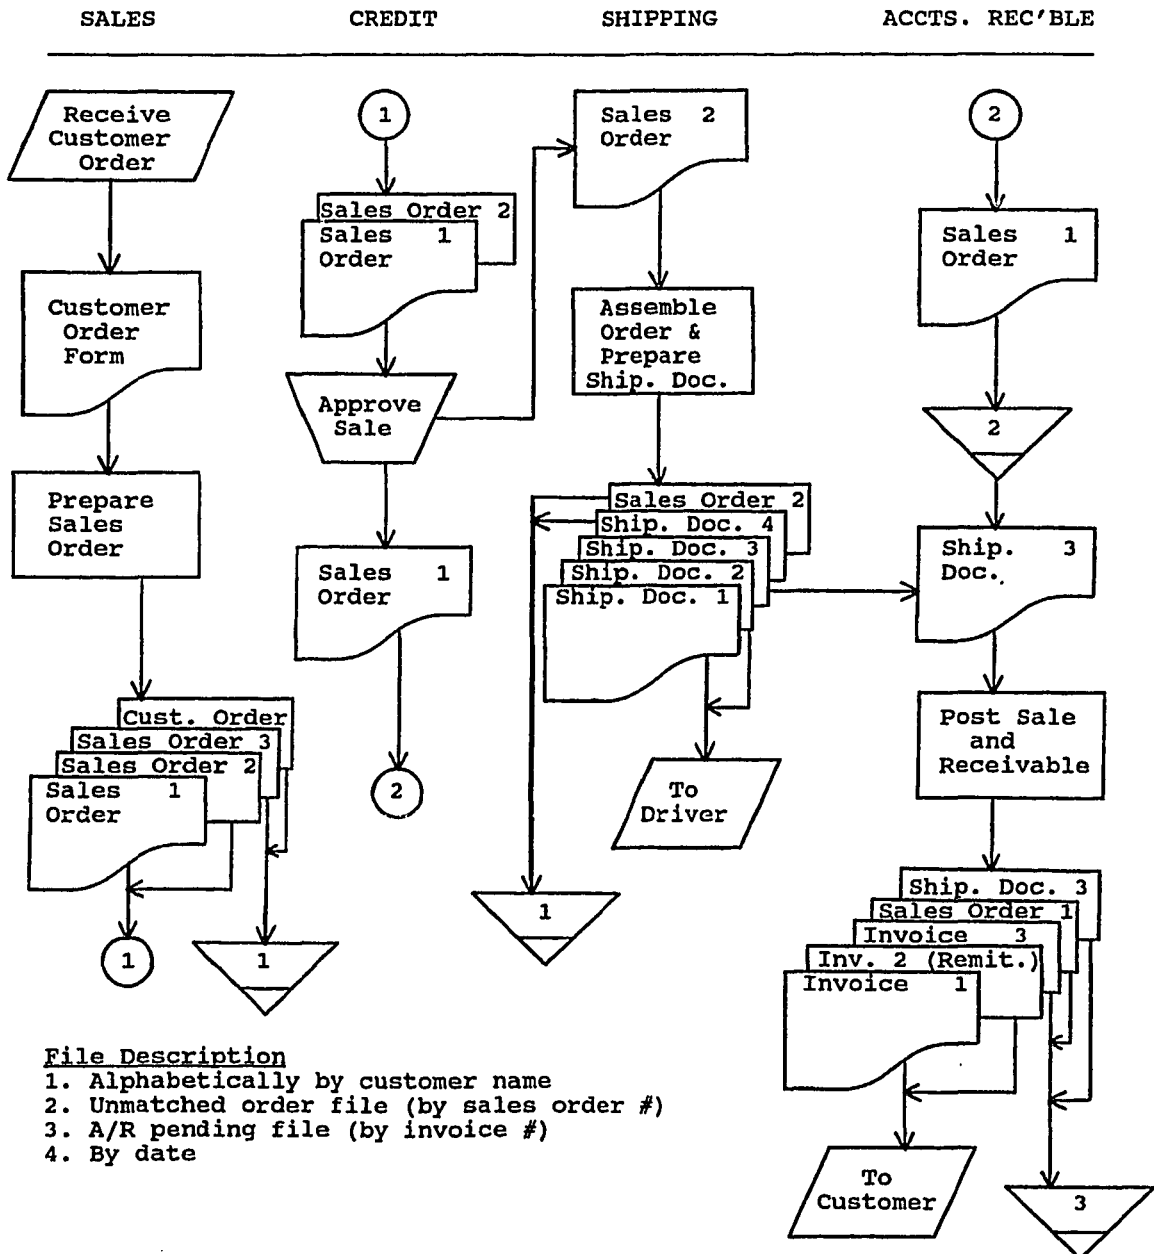 SALES CREDIT SHIPPING ACCTS. REC'BLE
Receive
Customer
Order
Customer
Order
Form
Prepare
Sales
Order
Cust. Order
Sales Order 3
Sales Order 2
Sales 1
Order
1
1
1
Sales Order 2
Sales 1
Order
Approve
Sale
Sales 1
Order
2
Sales 2
Order
Assemble
Order &
Prepare
Ship. Doc.
Sales Order 2
Ship. Doc. 4
Ship. Doc. 3
Ship. Doc. 2
Ship. Doc. 1
To
Driver
1
2
Sales 1
Order
2
Ship. 3
Doc.
Post Sale
and
Receivable
Ship. Doc. 3
Sales Order 1
Invoice 3
Inv. 2 (Remit.)
Invoice 1
To
Customer
3
File Description
1. Alphabetically by customer name
2. Unmatched order file (by sales order #)
3. A/R pending file (by invoice #)
4. By date